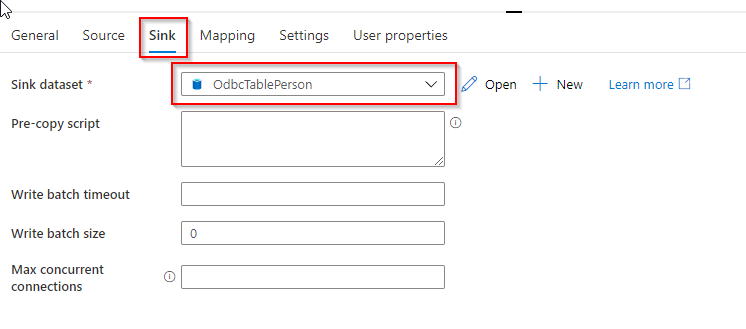 General Source Sink Mapping Settings User properties
Sink dataset * OdbcTablePerson Open New Learn more
Pre-copy script
Write batch timeout
Write batch size 0
Max concurrent
connections